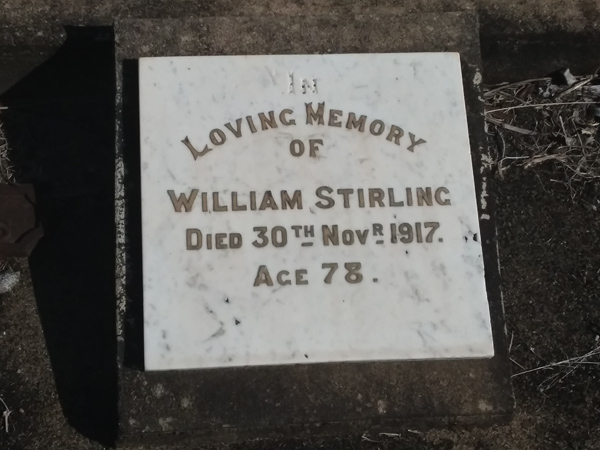 IN
LOVING MEMORY
OF
WILLIAM STIRLING
DIED 30TH NOVR 1917.
AGE 78.